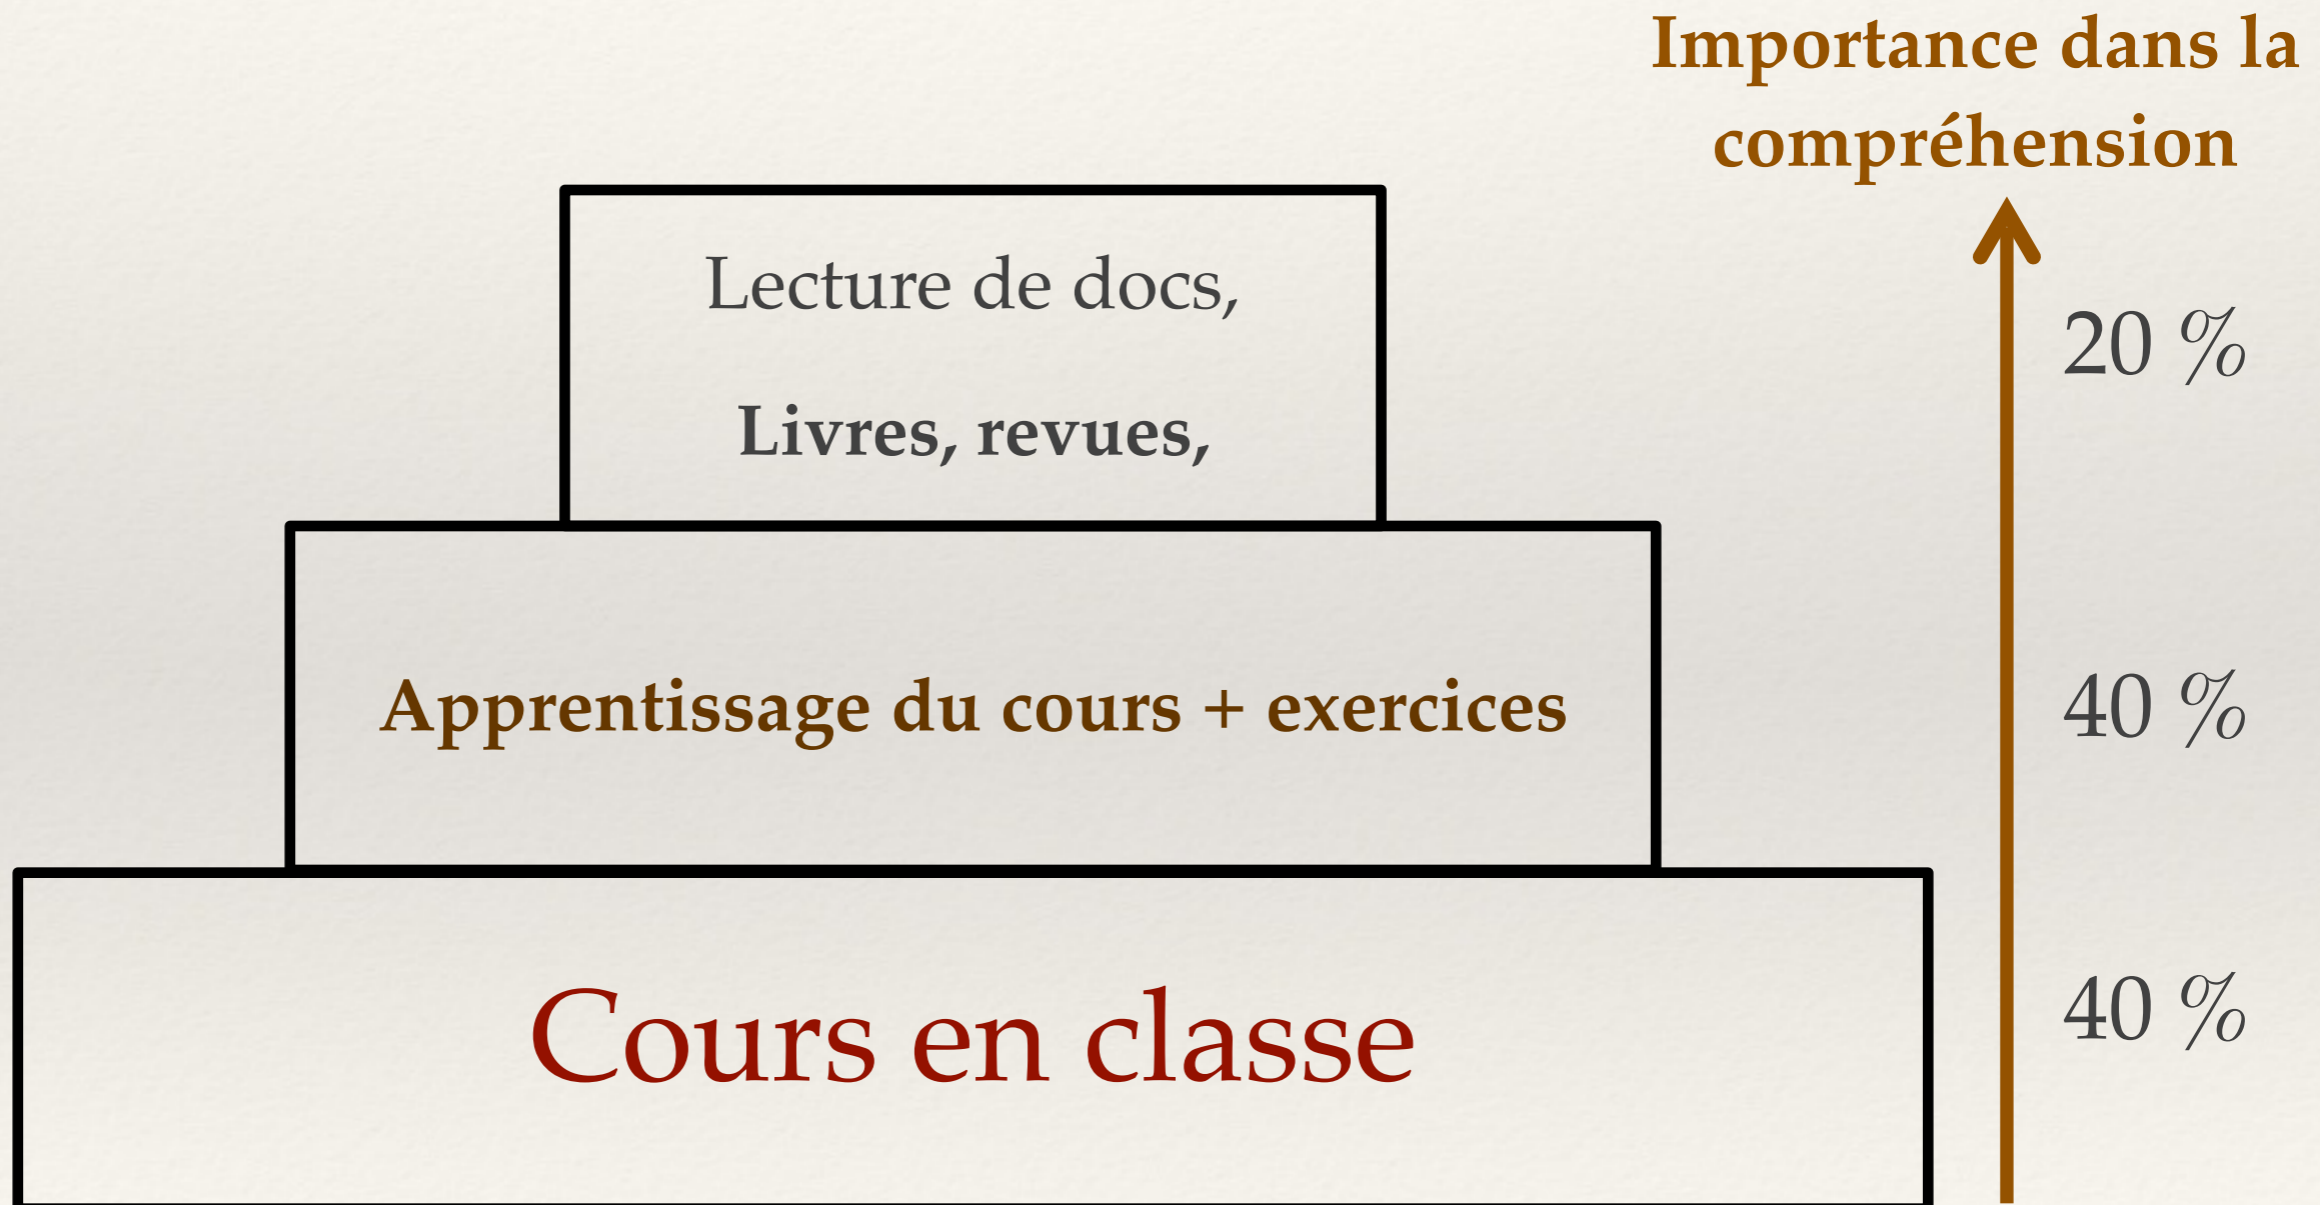 Importance dans la
compréhension
Lecture de docs,
20 %
Livres, revues,
Apprentissage du cours + exercices
40 %
Cours en classe
40 %